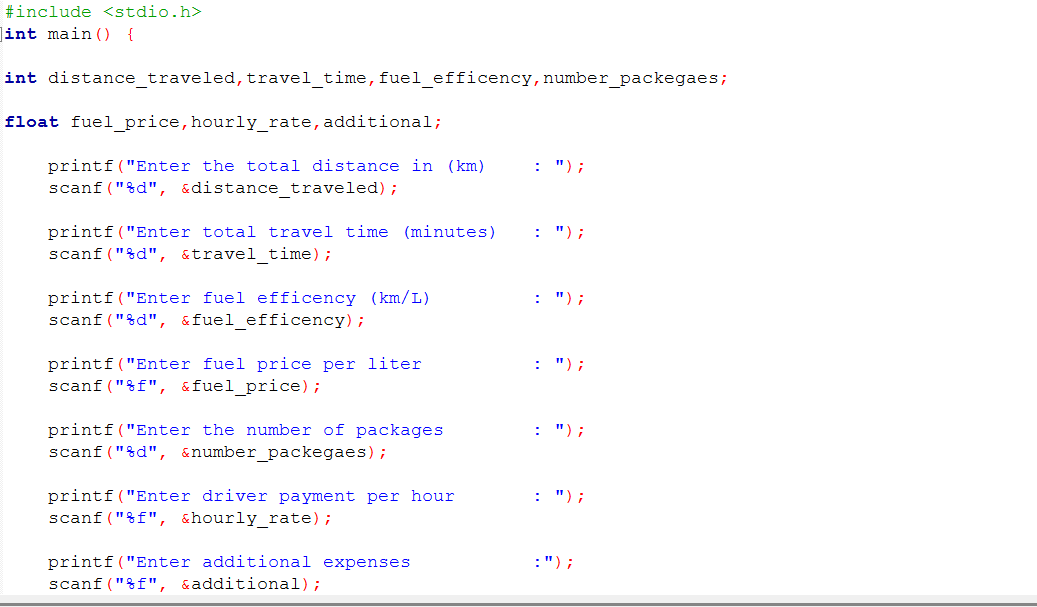 #include <stdio.h>
int main() {
int distance_traveled,travel_time,fuel_efficency,number_packegaes;
float fuel_price,hourly_rate,additional;
printf("Enter the total distance in (km)    : ");
scanf("%d", &distance_traveled);
printf("Enter total travel time (minutes)   : ");
scanf("%d", &travel_time);
printf("Enter fuel efficency (km/L)         : ");
scanf("%d", &fuel_efficency);
printf("Enter fuel price per liter          : ");
scanf("%f", &fuel_price);
printf("Enter the number of packages        : ");
scanf("%d", &number_packegaes);
printf("Enter driver payment per hour       : ");
scanf("%f", &hourly_rate);
printf("Enter additional expenses           :");
scanf("%f", &additional);